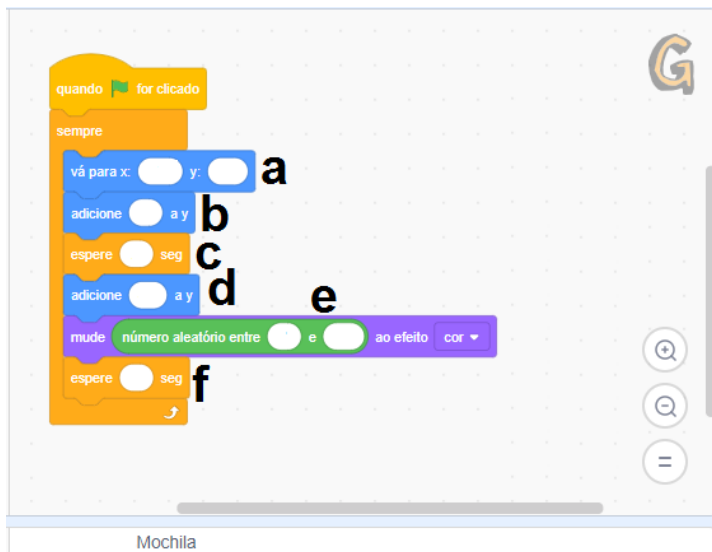 G
quando for clicado
sempre
vá para x: y: a
adicione a y b
espere seg c
adicione a y d
e
mude número aleatório entre e ao efeito cor
espere seg f
=
Mochila